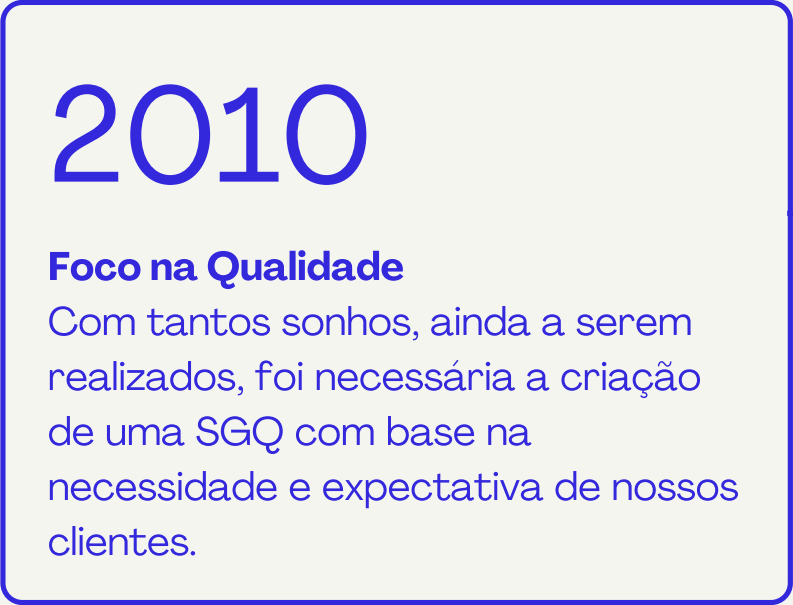 2010
Foco na Qualidade
Com tantos sonhos, ainda a serem
realizados, foi necessária a criação
de uma SGQ com base na
necessidade e expectativa de nossos
clientes.